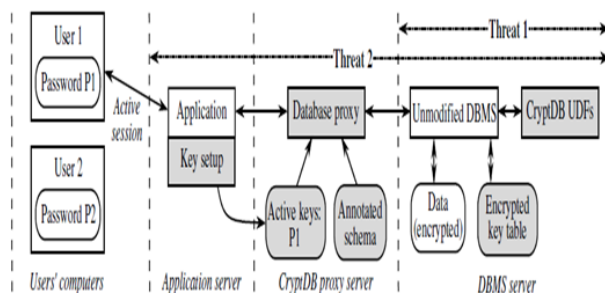 Threat 1
Threat 2
User 1
Password P1
Active
session
User 2
Password P2
Application
Key setup
Database proxy
Active keys:
P1
Annotated
schema
Unmodified DBMS
CryptDB UDFs
Data
(encrypted)
Encrypted
key table
Users' computers
Application server
CryptDB proxy server
DBMS server